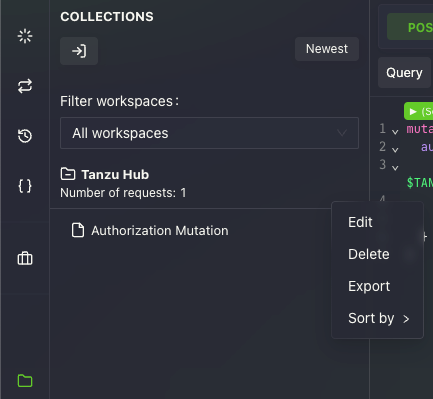 COLLECTIONS
Newest
Filter workspaces:
All workspaces
Tanzu Hub
Number of requests: 1
Authorization Mutation
Edit
Delete
Export
Sort by
POS
Query
(Se
1 muta
2 au
3
$TAN
4